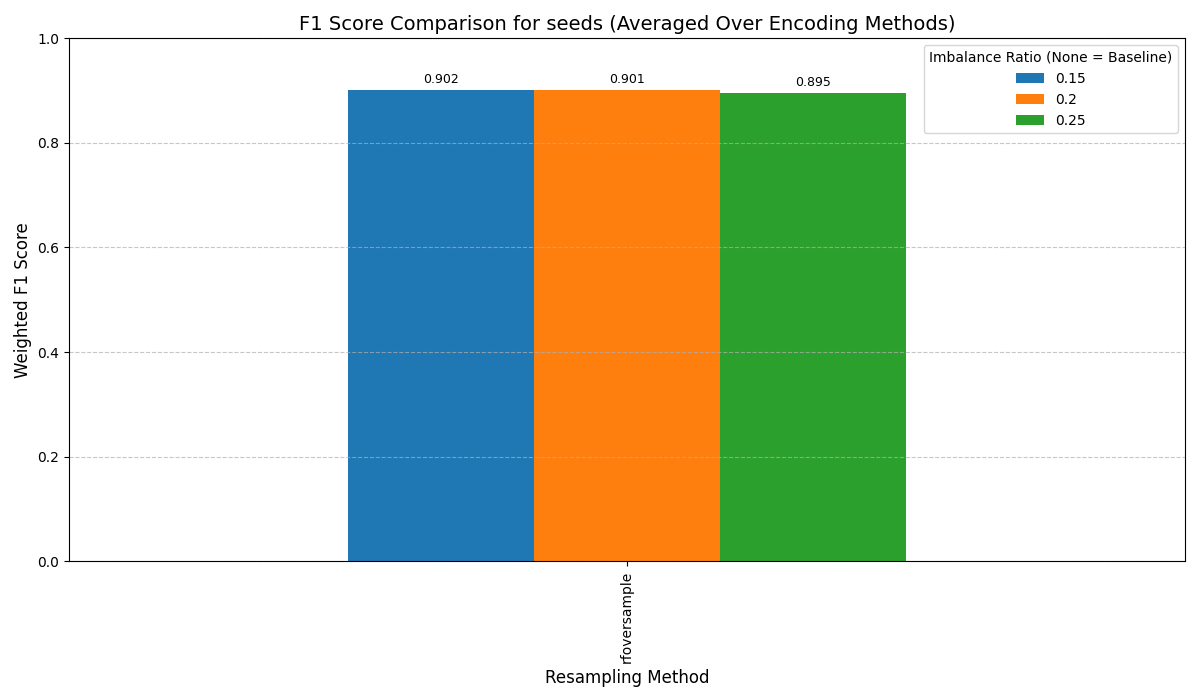 F1 Score Comparison for seeds (Averaged Over Encoding Methods)
Weighted F1 Score
1.0
0.8
0.6
0.4
0.2
0.0
0.902
0.901
0.895
Imbalance Ratio (None = Baseline)
0.15
0.2
0.25
rfoversample
Resampling Method